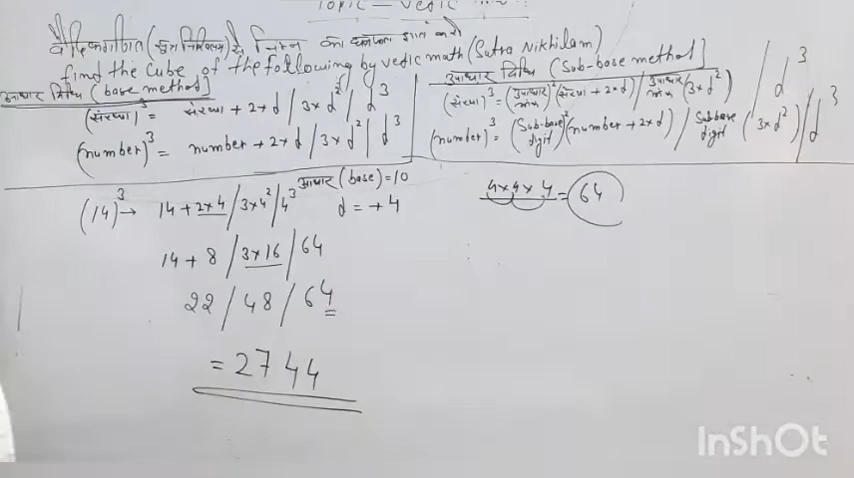 Topic - Vedic
वैदिक गणित (सूत्र निखिलम्) से निम्न का घनफल ज्ञात करो
find the Cube of the following by vedic math (Sutra Nikhilam)
आधार विधि (base method)
(संख्या)³ = संख्या + 2×d / 3×d² / d³
(number)³ = number + 2×d / 3×d² / d³
उपाधार विधि (Sub-base method)
(संख्या)³ = (उपाधार अंक)² (संख्या + 2×d) / उपाधार अंक (3×d²) / d³
(number)³ = (Sub-base digit)² (number + 2×d) / Subbase digit (3×d²) / d³
आधार (base) = 10
(14)³ → 14 + 2×4 / 3×4² / 4³ d = +4
4×4×4 = 64
14 + 8 / 3×16 / 64
22 / 48 / 64
= 2744
InShOt